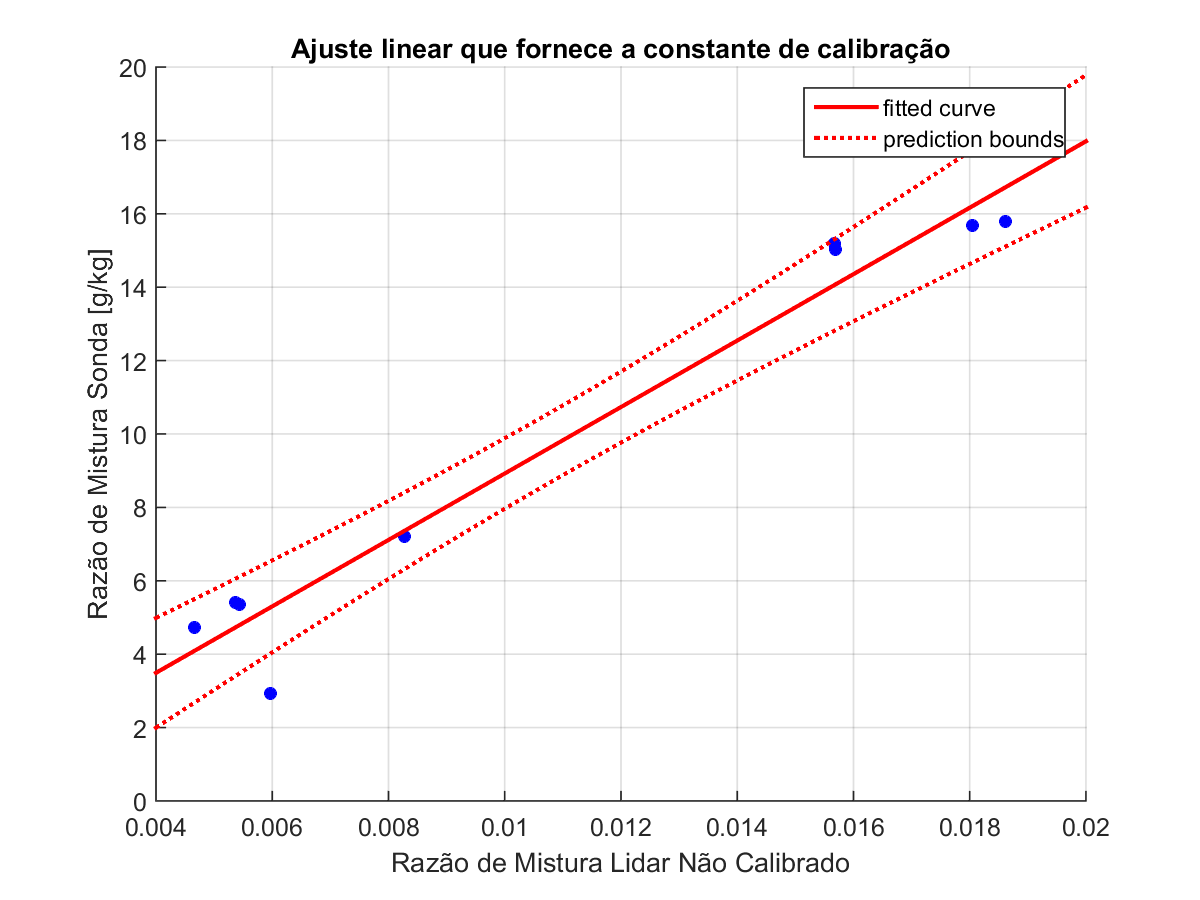 Ajuste linear que fornece a constante de calibração
fitted curve
prediction bounds
20
18
16
14
12
10
8
6
4
2
0
Razão de Mistura Sonda [g/kg]
0.004 0.006 0.008 0.01 0.012 0.014 0.016 0.018 0.02
Razão de Mistura Lidar Não Calibrado